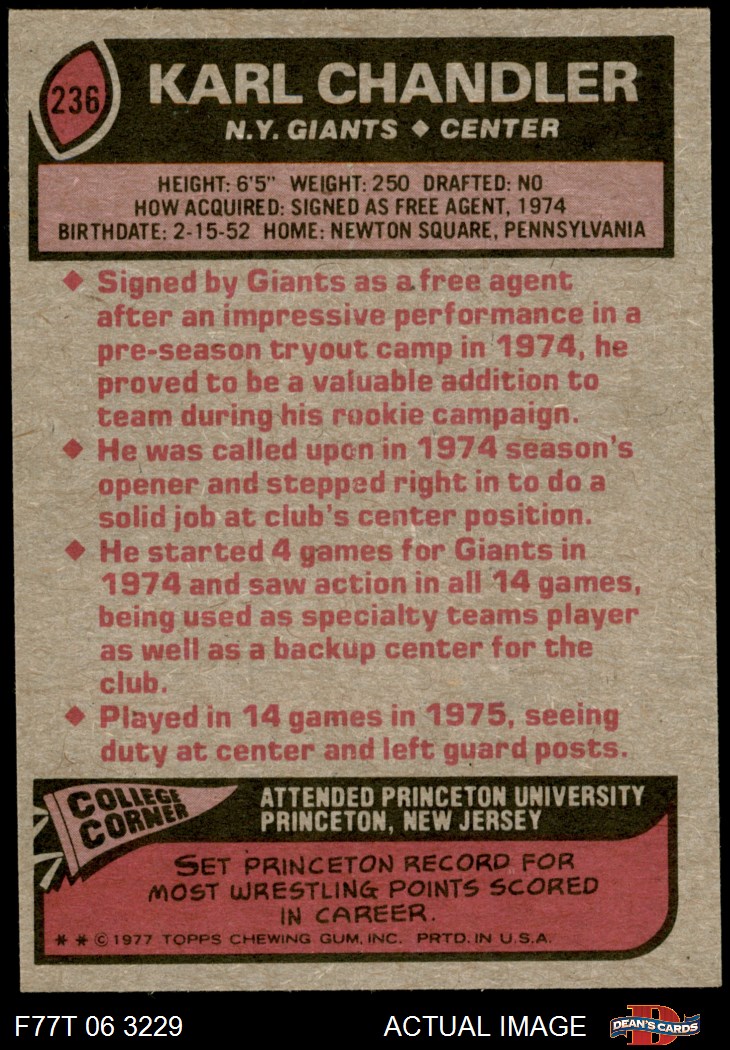 236
KARL CHANDLER
N.Y. GIANTS ◆ CENTER
HEIGHT: 6'5" WEIGHT: 250 DRAFTED: NO
HOW ACQUIRED: SIGNED AS FREE AGENT, 1974
BIRTHDATE: 2-15-52 HOME: NEWTON SQUARE, PENNSYLVANIA
◆ Signed by Giants as a free agent
after an impressive performance in a
pre-season tryout camp in 1974, he
proved to be a valuable addition to
team during his rookie campaign.
◆ He was called upon in 1974 season's
opener and stepped right in to do a
solid job at club's center position.
◆ He started 4 games for Giants in
1974 and saw action in all 14 games,
being used as specialty teams player
as well as a backup center for the
club.
◆ Played in 14 games in 1975, seeing
duty at center and left guard posts.
COLLEGE
CORNER
ATTENDED PRINCETON UNIVERSITY
PRINCETON, NEW JERSEY
SET PRINCETON RECORD FOR
MOST WRESTLING POINTS SCORED
IN CAREER.
* * © 1977 TOPPS CHEWING GUM, INC. PRTD. IN U.S.A.
F77T 06 3229 ACTUAL IMAGE
D
DEAN'S CARDS